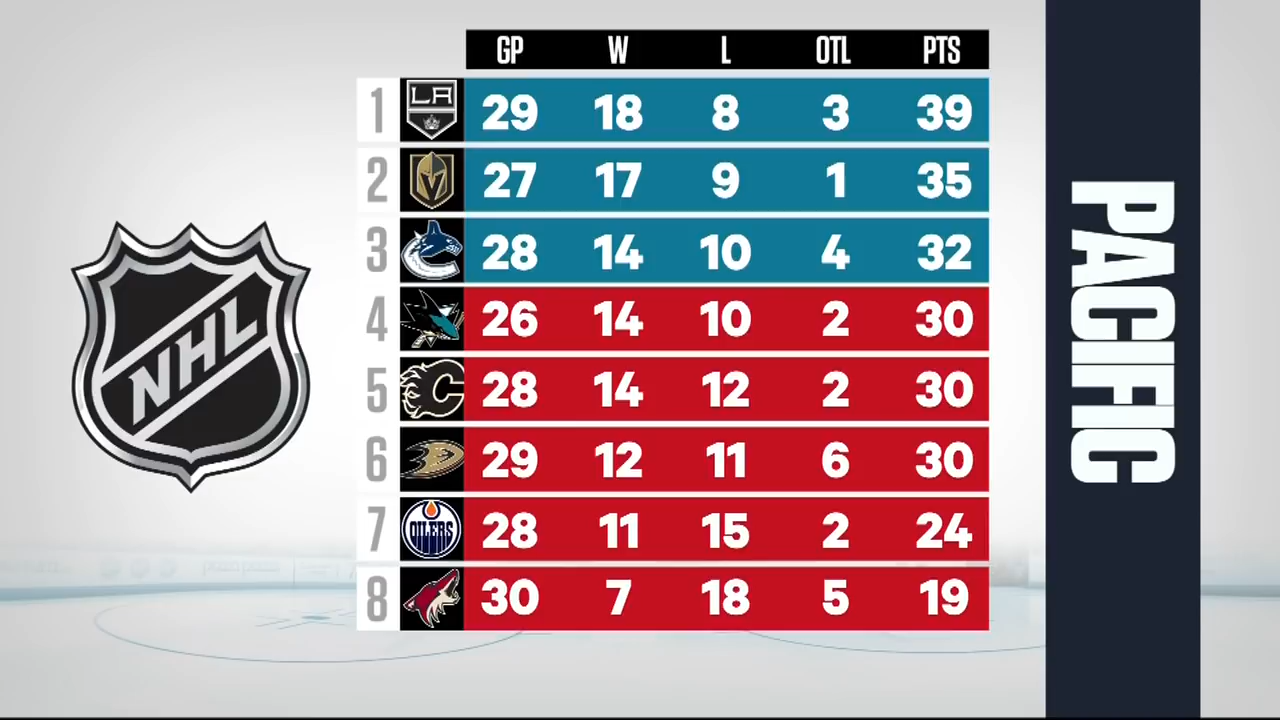 GP W L OTL PTS
1 LA 29 18 8 3 39
2 27 17 9 1 35
3 28 14 10 4 32
4 26 14 10 2 30
5 C 28 14 12 2 30
6 29 12 11 6 30
7 OILERS 28 11 15 2 24
8 30 7 18 5 19
NHL
PACIFIC